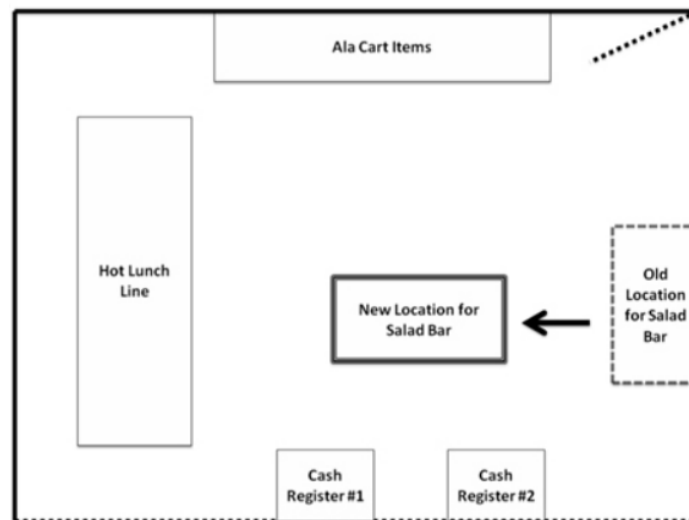 Ala Cart Items
Hot Lunch
Line
New Location for
Salad Bar
Old
Location
for Salad
Bar
Cash
Register #1
Cash
Register #2